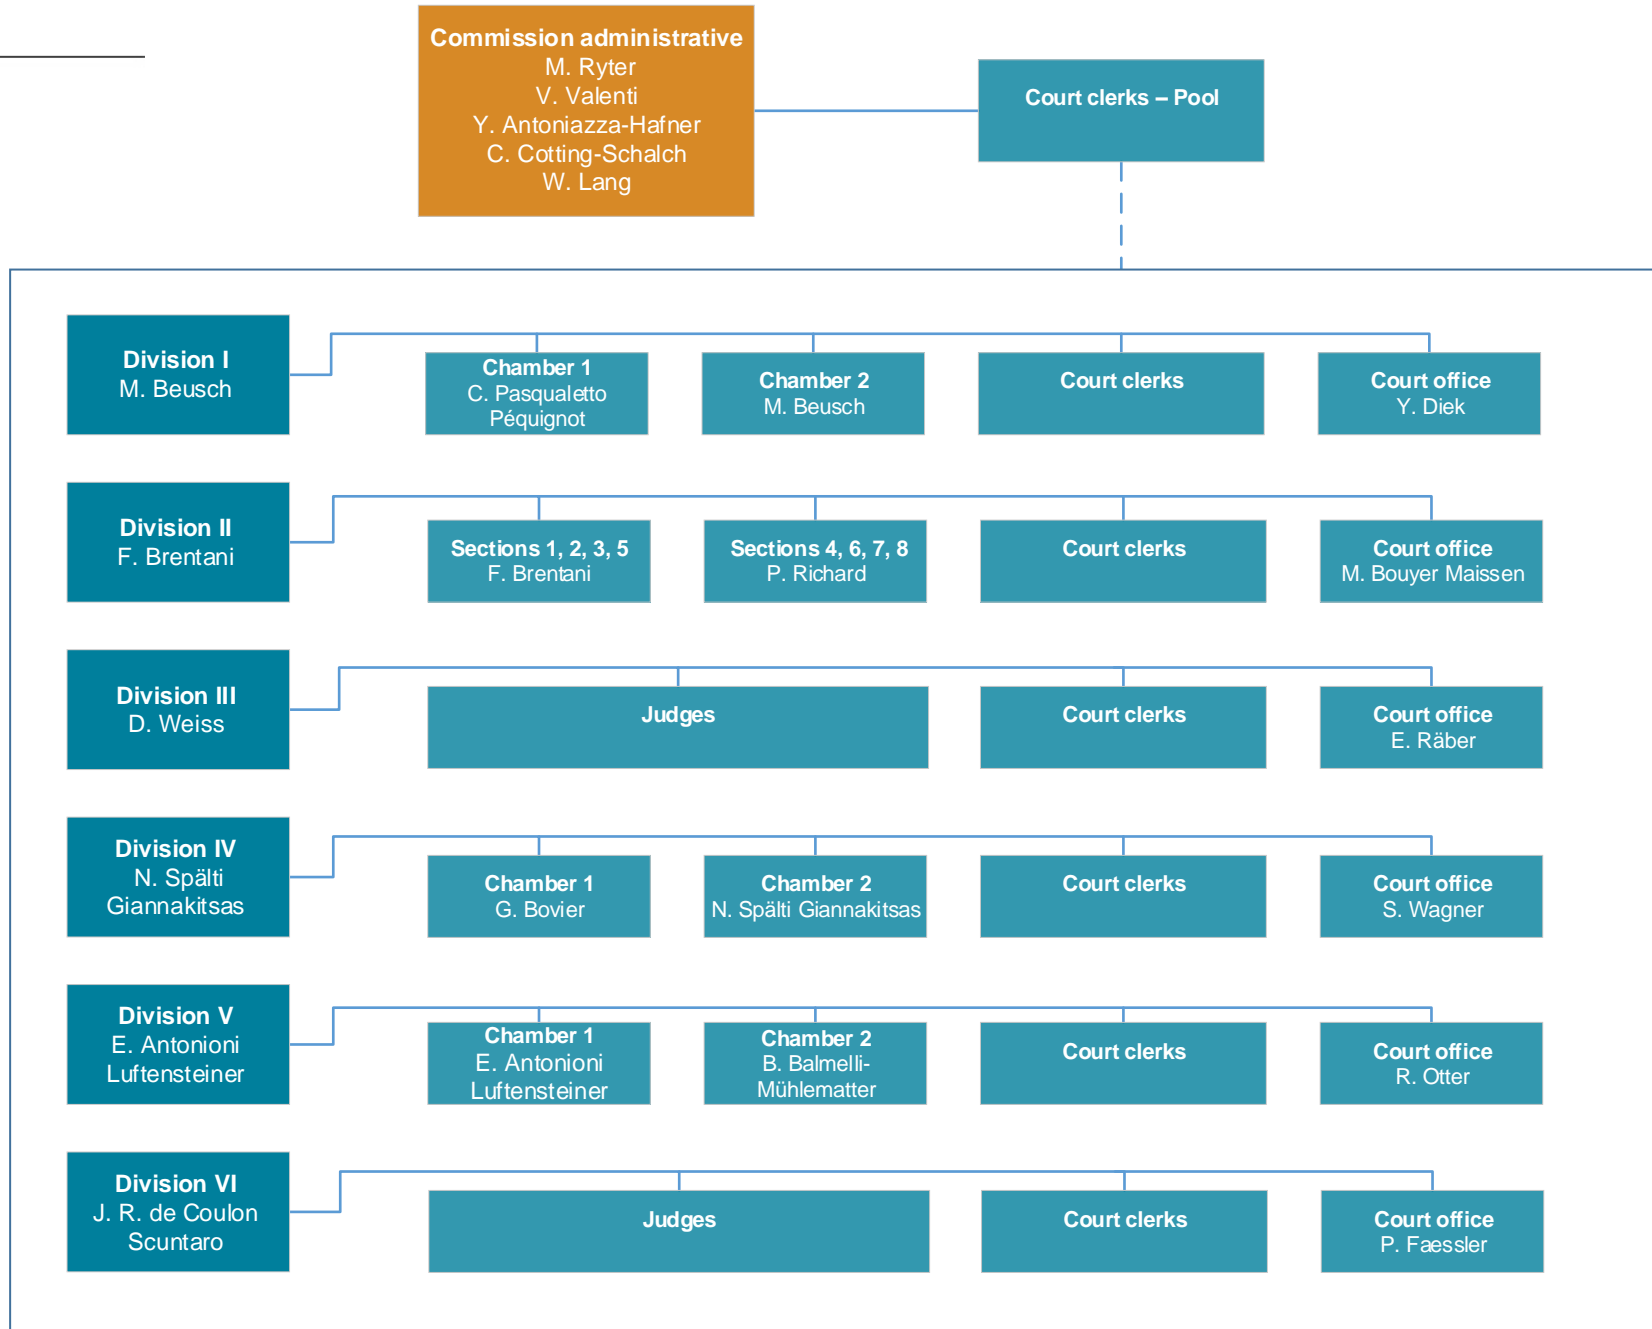 Commission administrative
M. Ryter
V. Valenti
Y. Antoniazza-Hafner
C. Cotting-Schalch
W. Lang
Court clerks – Pool
Division I
M. Beusch
Chamber 1
C. Pasqualetto
Péquignot
Chamber 2
M. Beusch
Court clerks
Court office
Y. Diek
Division II
F. Brentani
Sections 1, 2, 3, 5
F. Brentani
Sections 4, 6, 7, 8
P. Richard
Court clerks
Court office
M. Bouyer Maissen
Division III
D. Weiss
Judges
Court clerks
Court office
E. Räber
Division IV
N. Spälti
Giannakitsas
Chamber 1
G. Bovier
Chamber 2
N. Spälti Giannakitsas
Court clerks
Court office
S. Wagner
Division V
E. Antonioni
Luftensteiner
Chamber 1
E. Antonioni
Luftensteiner
Chamber 2
B. Balmelli-
Mühlematter
Court clerks
Court office
R. Otter
Division VI
J. R. de Coulon
Scuntaro
Judges
Court clerks
Court office
P. Faessler